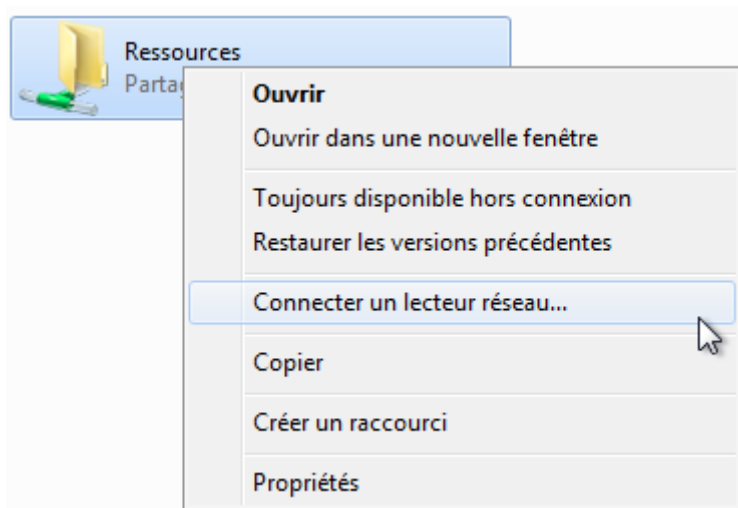 Ressources
Ouvrir
Ouvrir dans une nouvelle fenêtre
Toujours disponible hors connexion
Restaurer les versions précédentes
Connecter un lecteur réseau...
Copier
Créer un raccourci
Propriétés